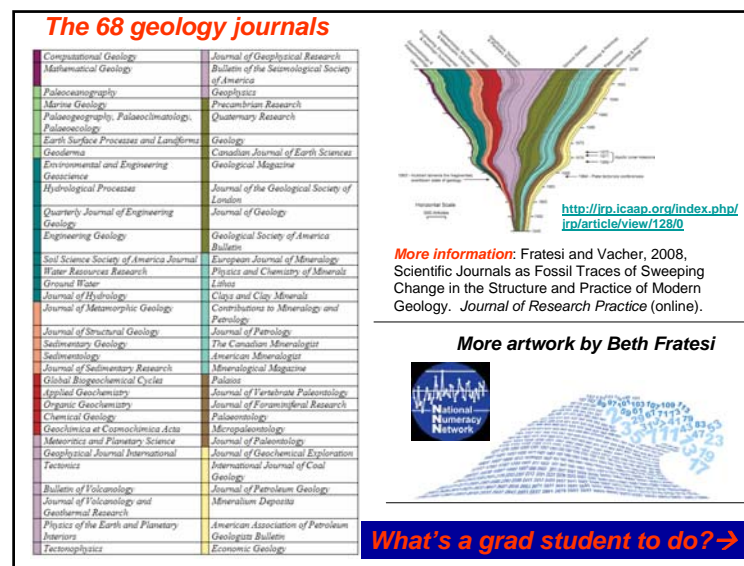 The 68 geology journals
Computational Geology
Mathematical Geology
Paleoceanography
Marine Geology
Palaeogeography, Palaeoclimatology,
Palaeoecology
Earth Surface Processes and Landforms
Geoderma
Environmental and Engineering
Geoscience
Hydrological Processes
Quarterly Journal of Engineering
Geology
Engineering Geology
Soil Science Society of America Journal
Water Resources Research
Ground Water
Journal of Hydrology
Journal of Metamorphic Geology
Journal of Structural Geology
Sedimentary Geology
Sedimentology
Journal of Sedimentary Research
Global Biogeochemical Cycles
Applied Geochemistry
Organic Geochemistry
Chemical Geology
Geochimica et Cosmochimica Acta
Meteoritics and Planetary Science
Geophysical Journal International
Tectonics
Bulletin of Volcanology
Journal of Volcanology and
Geothermal Research
Physics of the Earth and Planetary
Interiors
Tectonophysics
Journal of Geophysical Research
Bulletin of the Seismological Society
of America
Geophysics
Precambrian Research
Quaternary Research
Geology
Canadian Journal of Earth Sciences
Geological Magazine
Journal of the Geological Society of
London
Journal of Geology
Geological Society of America
Bulletin
European Journal of Mineralogy
Physics and Chemistry of Minerals
Lithos
Clays and Clay Minerals
Contributions to Mineralogy and
Petrology
Journal of Petrology
The Canadian Mineralogist
American Mineralogist
Mineralogical Magazine
Palaios
Journal of Vertebrate Paleontology
Journal of Foraminiferal Research
Palaeontology
Micropaleontology
Journal of Paleontology
Journal of Geochemical Exploration
International Journal of Coal
Geology
Journal of Petroleum Geology
Mineralium Deposita
American Association of Petroleum
Geologists Bulletin
Economic Geology
Horizontal Scale
http://jrp.icaap.org/index.php/
jrp/article/view/128/0
More information: Fratesi and Vacher, 2008,
Scientific Journals as Fossil Traces of Sweeping
Change in the Structure and Practice of Modern
Geology. Journal of Research Practice (online).
More artwork by Beth Fratesi
National
Numeracy
Network
What's a grad student to do?→